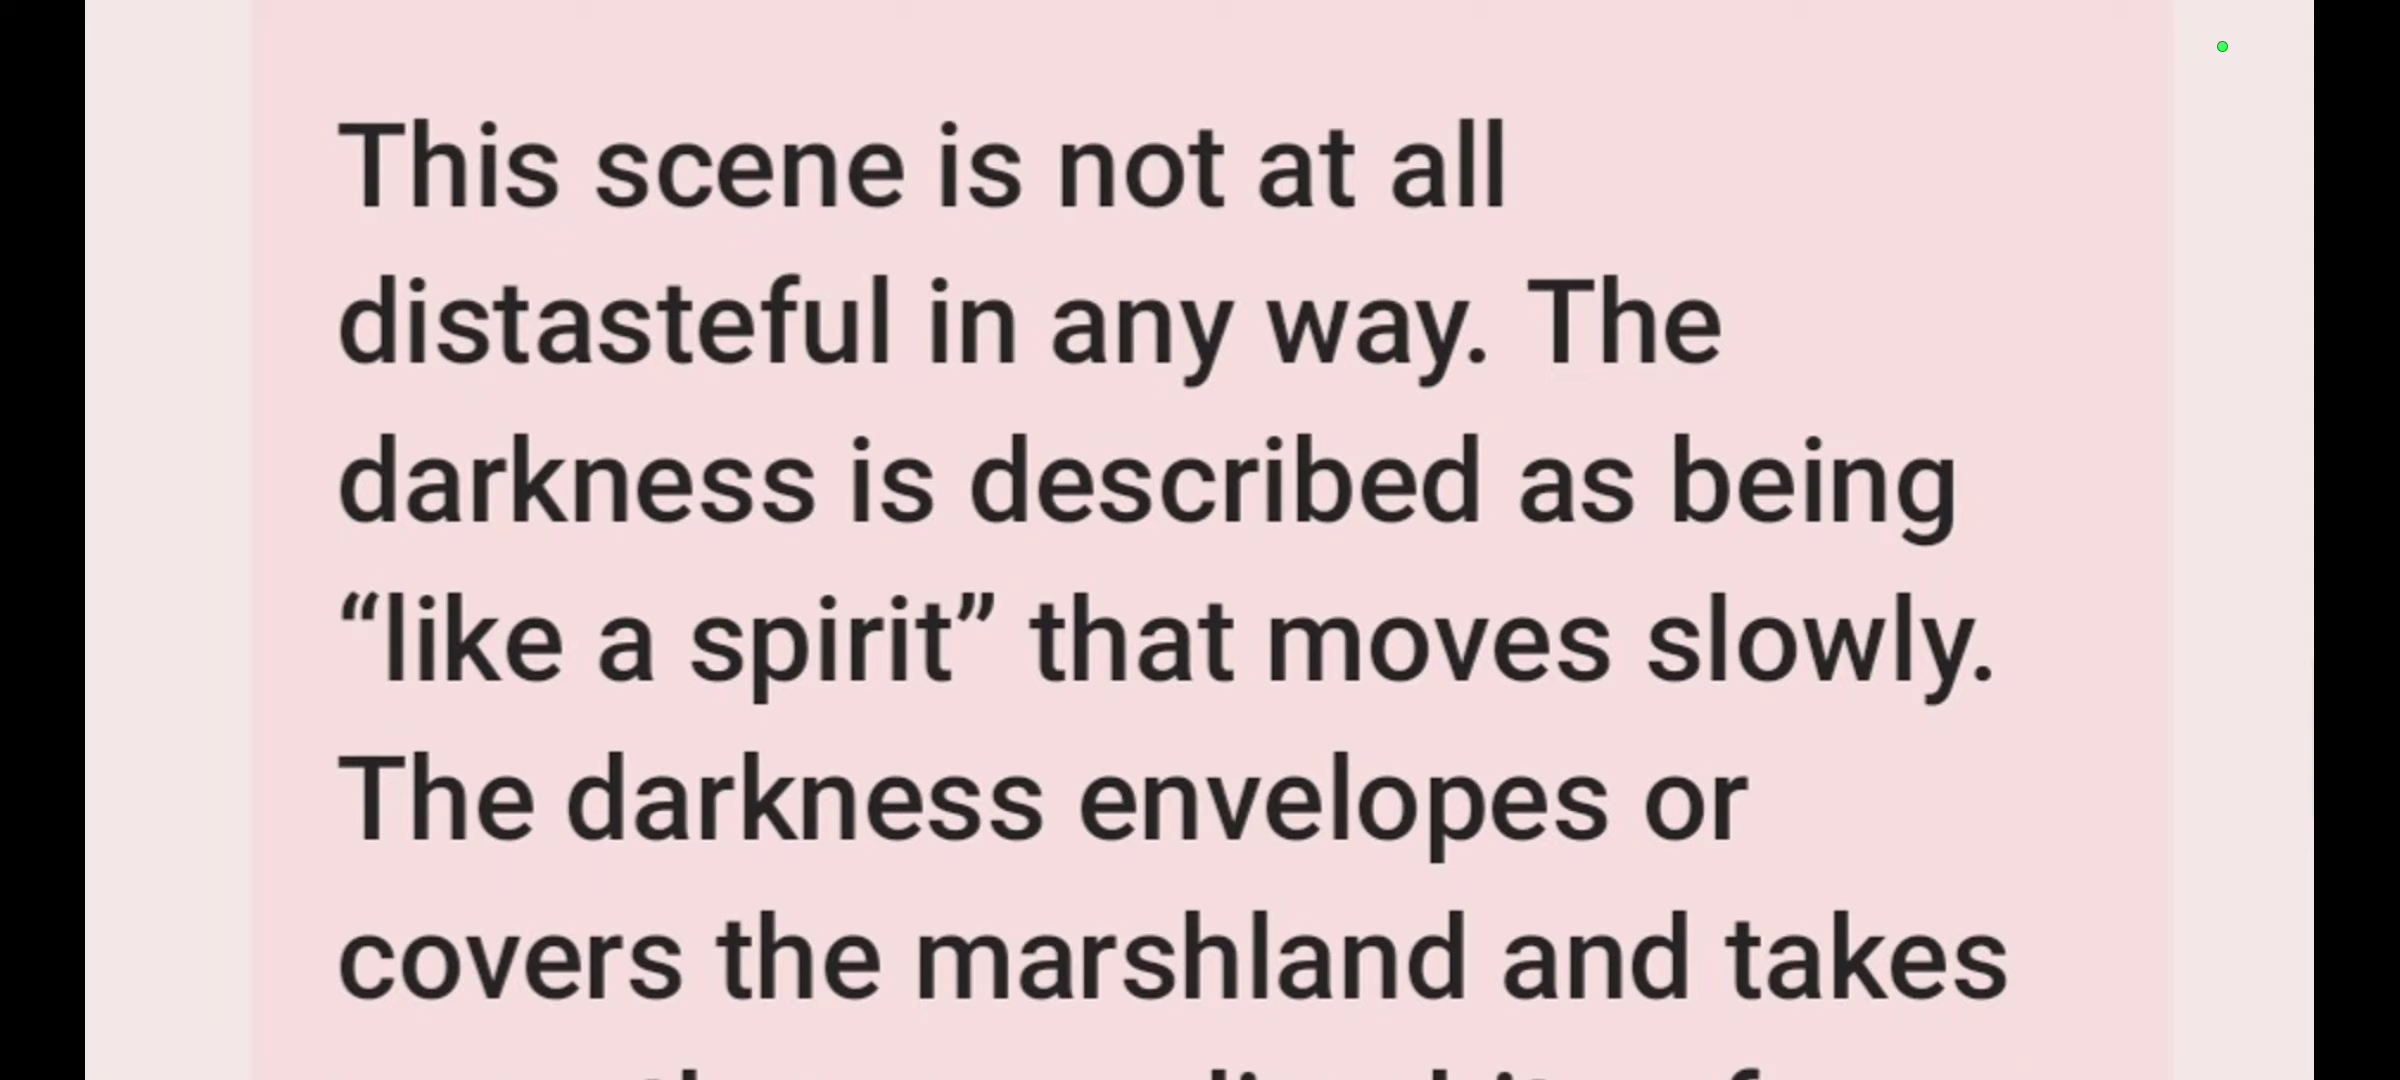 This scene is not at all
distasteful in any way. The
darkness is described as being
“like a spirit” that moves slowly.
The darkness envelopes or
covers the marshland and takes